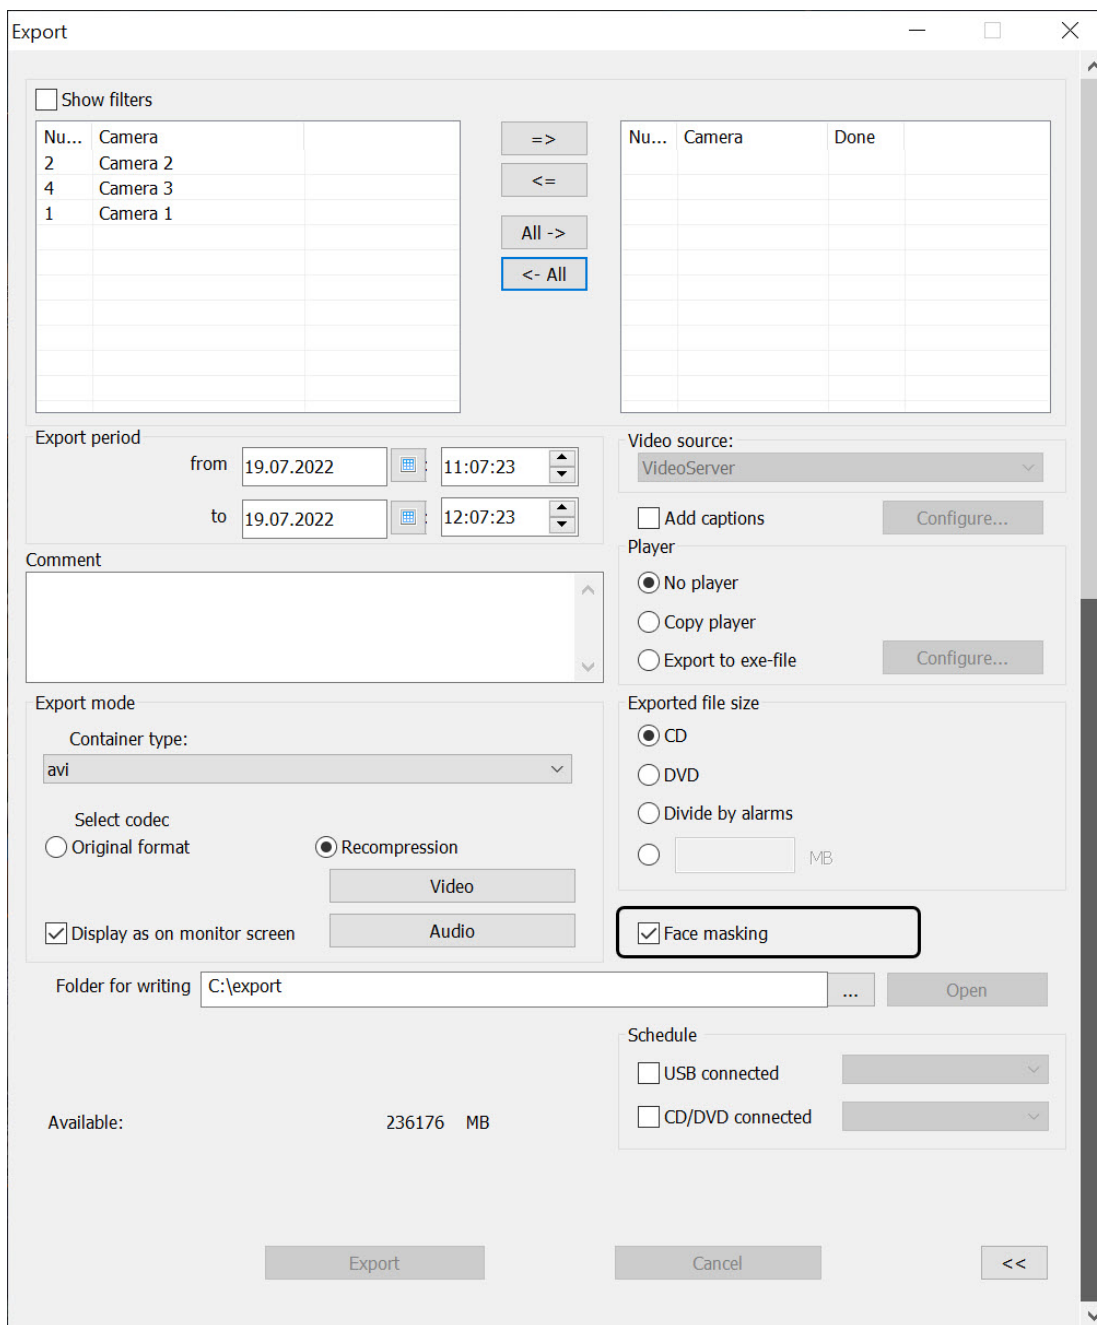 Export
Show filters
Nu... Camera
2 Camera 2
4 Camera 3
1 Camera 1
=>
<=
All ->
<- All
Nu... Camera Done
Export period
from 19.07.2022 : 11:07:23
to 19.07.2022 : 12:07:23
Video source:
VideoServer
Add captions Configure...
Comment
Player
No player
Copy player
Export to exe-file Configure...
Export mode
Container type:
avi
Select codec
Original format Recompression
Video
Display as on monitor screen Audio
Exported file size
CD
DVD
Divide by alarms
MB
Face masking
Folder for writing C:\export ... Open
Schedule
USB connected
CD/DVD connected
Available: 236176 MB
Export Cancel <<